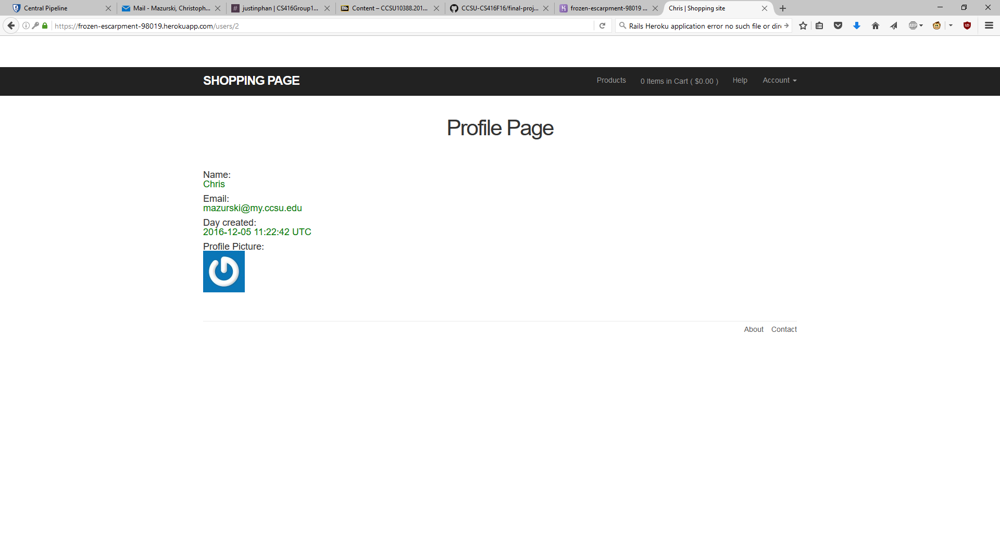 Central Pipeline
Mail - Mazurski, Christoph...
# justinphan | CS416Group1...
Bb Content – CCSU10388.201...
CCSU-CS416F16/final-proj...
frozen-escarpment-98019 ...
Chris | Shopping site
https://frozen-escarpment-98019.herokuapp.com/users/2
Rails Heroku application error no such file or dire
ABP
SHOPPING PAGE
Products
0 Items in Cart ( $0.00 )
Help
Account
Profile Page
Name:
Chris
Email:
mazurski@my.ccsu.edu
Day created:
2016-12-05 11:22:42 UTC
Profile Picture:
About
Contact